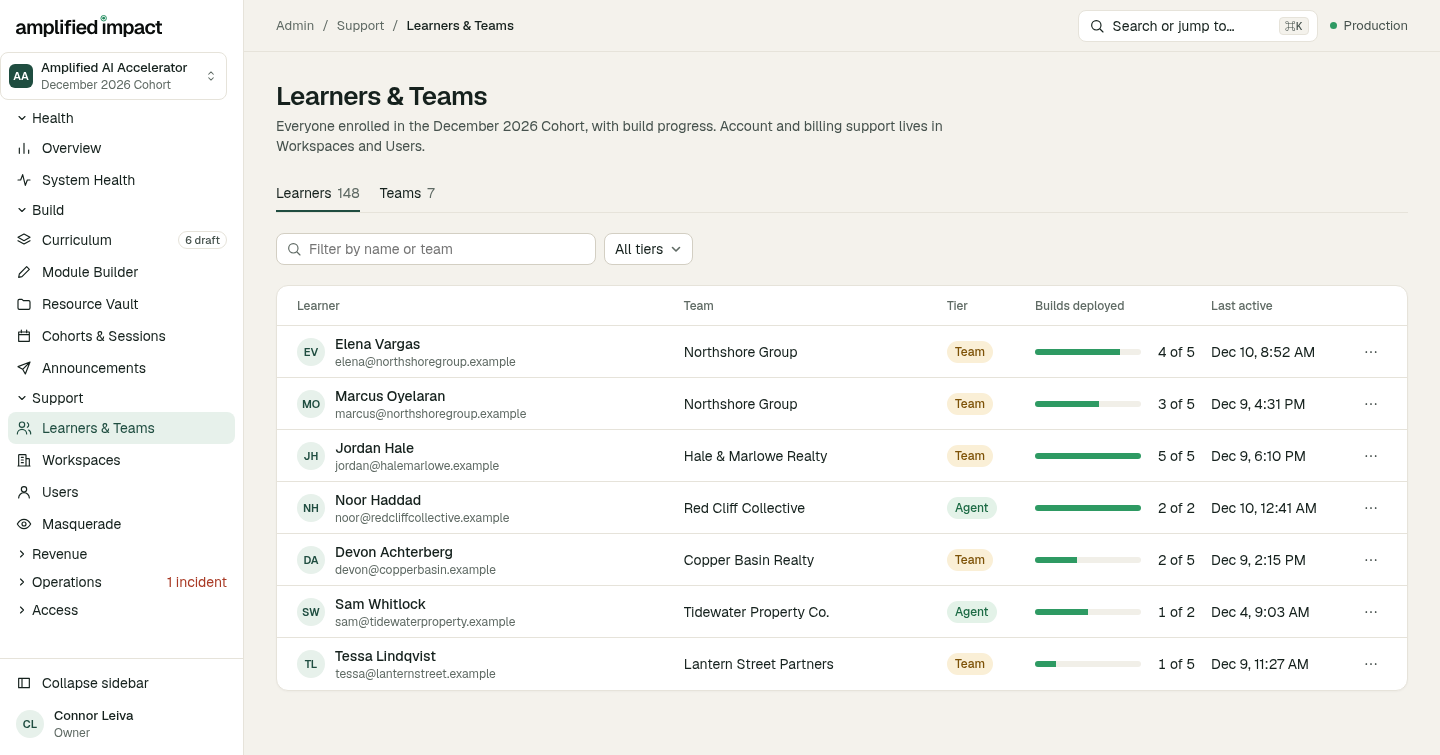 amplified impact
AA
Amplified AI Accelerator
December 2026 Cohort
Health
Overview
System Health
Build
Curriculum 6 draft
Module Builder
Resource Vault
Cohorts & Sessions
Announcements
Support
Learners & Teams
Workspaces
Users
Masquerade
Revenue
Operations 1 incident
Access
Collapse sidebar
CL
Connor Leiva
Owner
Admin / Support / Learners & Teams
Search or jump to… ⌘K
Production
Learners & Teams
Everyone enrolled in the December 2026 Cohort, with build progress. Account and billing support lives in
Workspaces and Users.
Learners 148 Teams 7
Filter by name or team
All tiers
Learner Team Tier Builds deployed Last active
EV Elena Vargas Northshore Group Team 4 of 5 Dec 10, 8:52 AM ···
elena@northshoregroup.example
MO Marcus Oyelaran Northshore Group Team 3 of 5 Dec 9, 4:31 PM ···
marcus@northshoregroup.example
JH Jordan Hale Hale & Marlowe Realty Team 5 of 5 Dec 9, 6:10 PM ···
jordan@halemarlowe.example
NH Noor Haddad Red Cliff Collective Agent 2 of 2 Dec 10, 12:41 AM ···
noor@redcliffcollective.example
DA Devon Achterberg Copper Basin Realty Team 2 of 5 Dec 9, 2:15 PM ···
devon@copperbasin.example
SW Sam Whitlock Tidewater Property Co. Agent 1 of 2 Dec 4, 9:03 AM ···
sam@tidewaterproperty.example
TL Tessa Lindqvist Lantern Street Partners Team 1 of 5 Dec 9, 11:27 AM ···
tessa@lanternstreet.example